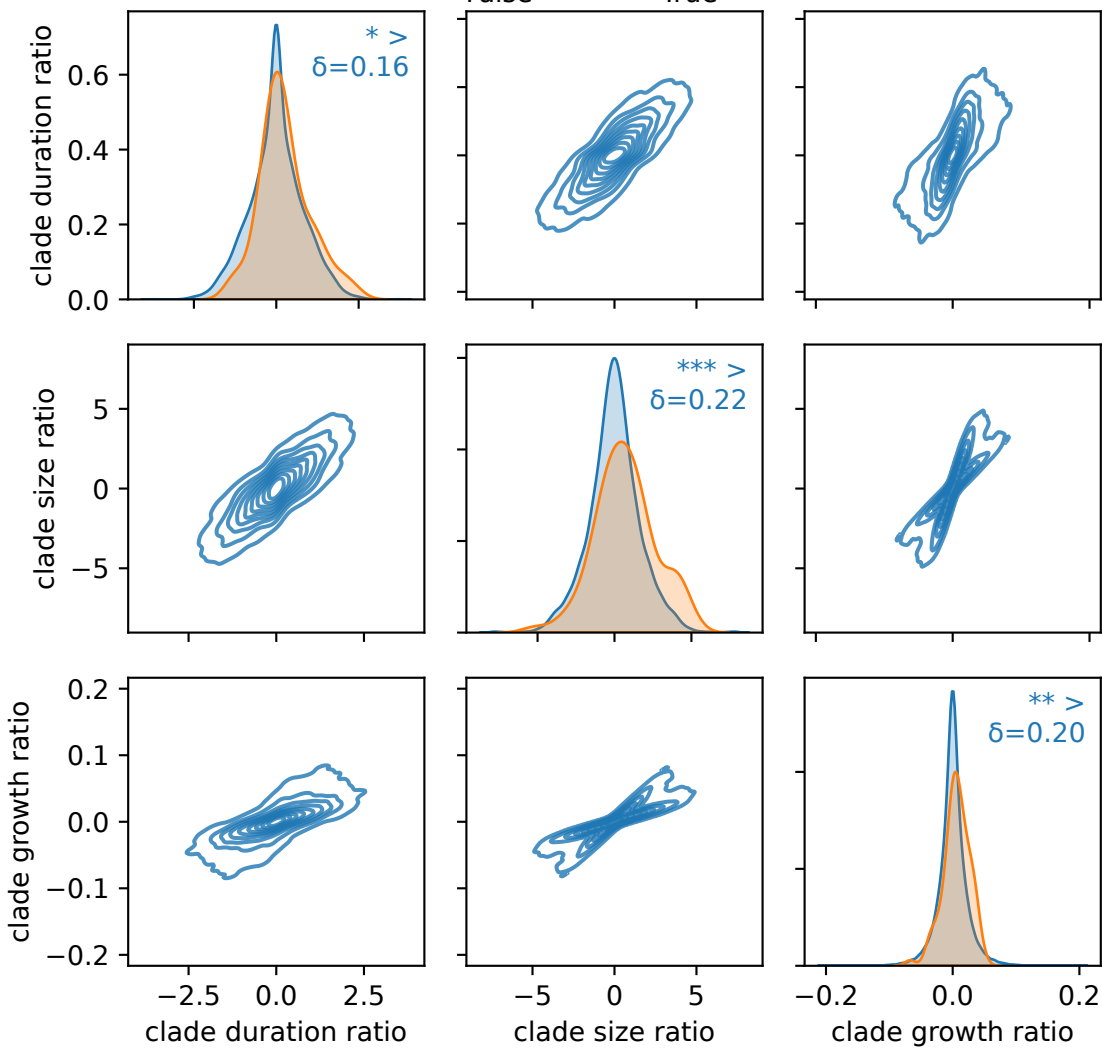 * >
δ=0.16
clade duration ratio
0.6
0.4
0.2
0.0
*** >
δ=0.22
clade size ratio
5
0
−5
** >
δ=0.20
clade growth ratio
0.2
0.1
0.0
−0.1
−0.2
−2.5 0.0 2.5 −5 0 5 −0.2 0.0 0.2
clade duration ratio clade size ratio clade growth ratio